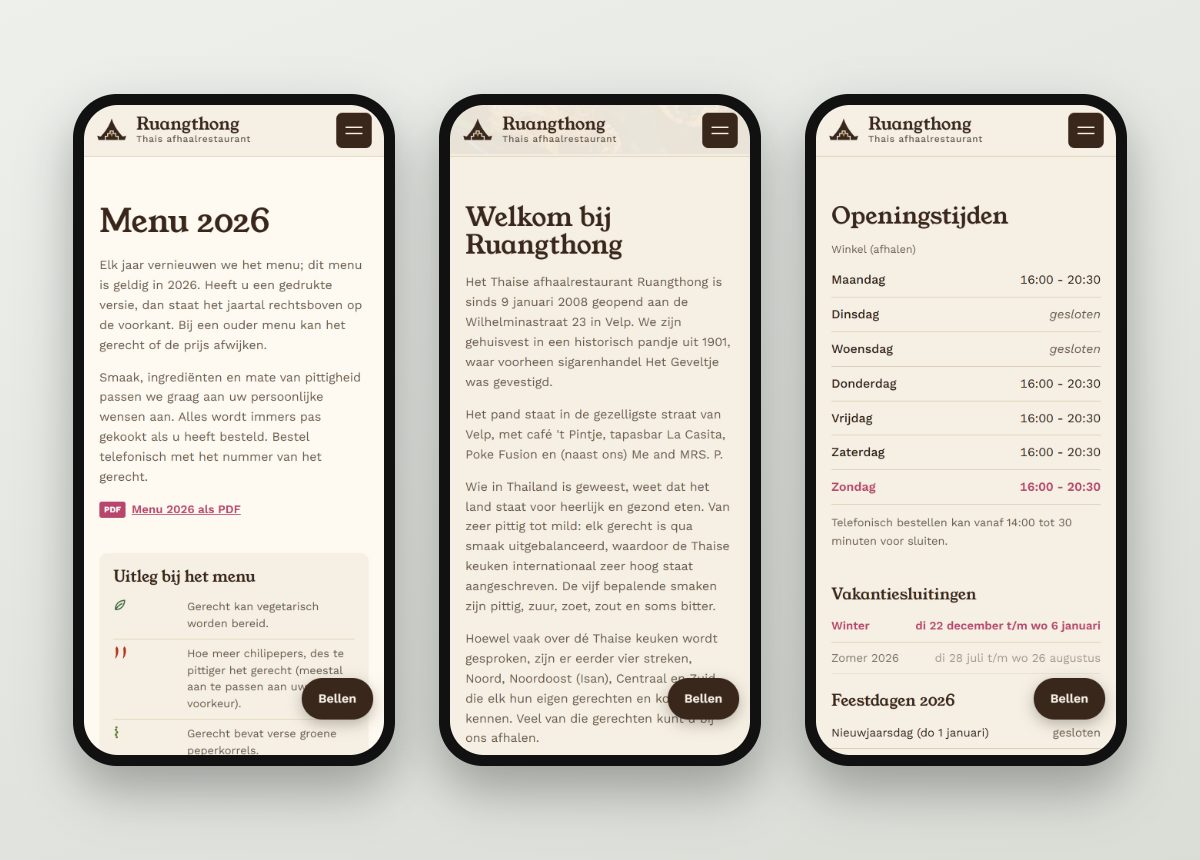 Ruangthong
Thais afhaalrestaurant
Menu 2026
Elk jaar vernieuwen we het menu; dit menu
is geldig in 2026. Heeft u een gedrukte
versie, dan staat het jaartal rechtsboven op
de voorkant. Bij een ouder menu kan het
gerecht of de prijs afwijken.
Smaak, ingrediënten en mate van pittigheid
passen we graag aan uw persoonlijke
wensen aan. Alles wordt immers pas
gekookt als u heeft besteld. Bestel
telefonisch met het nummer van het
gerecht.
PDF Menu 2026 als PDF
Uitleg bij het menu
Gerecht kan vegetarisch
worden bereid.
Hoe meer chilipepers, des te
pittiger het gerecht (meestal
aan te passen aan uw
voorkeur).
Bellen
Gerecht bevat verse groene
peperkorrels.
Ruangthong
Thais afhaalrestaurant
Welkom bij
Ruangthong
Het Thaise afhaalrestaurant Ruangthong is
sinds 9 januari 2008 geopend aan de
Wilhelminastraat 23 in Velp. We zijn
gehuisvest in een historisch pandje uit 1901,
waar voorheen sigarenhandel Het Geveltje
was gevestigd.
Het pand staat in de gezelligste straat van
Velp, met café 't Pintje, tapasbar La Casita,
Poke Fusion en (naast ons) Me and MRS. P.
Wie in Thailand is geweest, weet dat het
land staat voor heerlijk en gezond eten. Van
zeer pittig tot mild: elk gerecht is qua
smaak uitgebalanceerd, waardoor de Thaise
keuken internationaal zeer hoog staat
aangeschreven. De vijf bepalende smaken
zijn pittig, zuur, zoet, zout en soms bitter.
Hoewel vaak over dé Thaise keuken wordt
gesproken, zijn er eerder vier streken,
Noord, Noordoost (Isan), Centraal en Zuid,
die elk hun eigen gerechten en
kennen. Veel van die gerechten kunt u bij
ons afhalen.
Bellen
Ruangthong
Thais afhaalrestaurant
Openingstijden
Winkel (afhalen)
Maandag 16:00 - 20:30
Dinsdag gesloten
Woensdag gesloten
Donderdag 16:00 - 20:30
Vrijdag 16:00 - 20:30
Zaterdag 16:00 - 20:30
Zondag 16:00 - 20:30
Telefonisch bestellen kan vanaf 14:00 tot 30
minuten voor sluiten.
Vakantiesluitingen
Winter di 22 december t/m wo 6 januari
Zomer 2026 di 28 juli t/m wo 26 augustus
Feestdagen 2026
Bellen
Nieuwjaarsdag (do 1 januari) gesloten